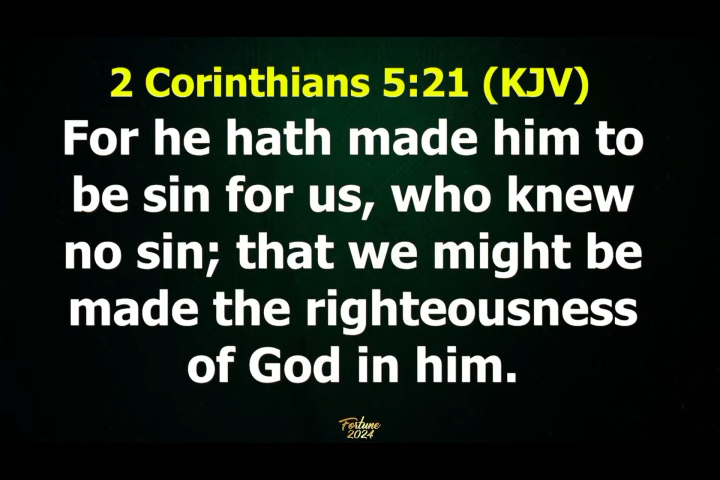 2 Corinthians 5:21 (KJV)
For he hath made him to
be sin for us, who knew
no sin; that we might be
made the righteousness
of God in him.
Fortune
2024